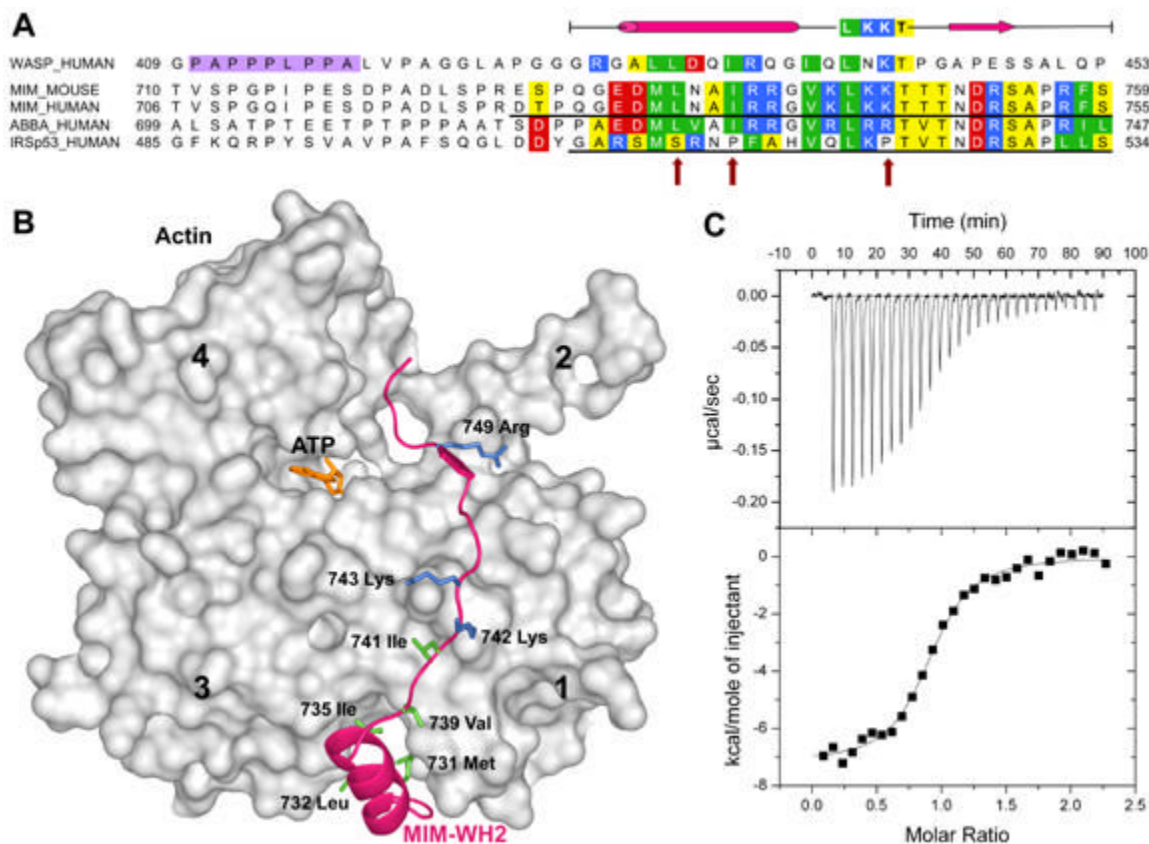 A
L K K T
WASP_HUMAN 409 G P A P P P L P P A L V P A G G L A P G G G R G A L L D Q I R Q G I Q L N K T P G A P E S S A L Q P 453
MIM_MOUSE 710 T V S P G P I P E S D P A D L S P R E S P Q G E D M L N A I R R G V K L K K T T T N D R S A P R F S 759
MIM_HUMAN 706 T V S P G Q I P E S D P A D L S P R D T P Q G E D M L N A I R R G V K L K K T T T N D R S A P R F S 755
ABBA_HUMAN 699 A L S A T P T E E T P T P P P A A T S D P P A E D M L V A I R R G V R L R R T V T N D R S A P R I L 747
IRSp53_HUMAN 485 G F K Q R P Y S V A V P A F S Q G L D D Y G A R S M S R N P F A H V Q L K P T V T N D R S A P L L S 534
B
Actin
4
2
ATP
749 Arg
743 Lys
742 Lys
741 Ile
3
1
735 Ile
739 Val
731 Met
732 Leu
MIM-WH2
C
Time (min)
-10 0 10 20 30 40 50 60 70 80 90 100
0.00
-0.05
-0.10
-0.15
-0.20
µcal/sec
0
-2
-4
-6
-8
kcal/mole of injectant
0.0 0.5 1.0 1.5 2.0 2.5
Molar Ratio